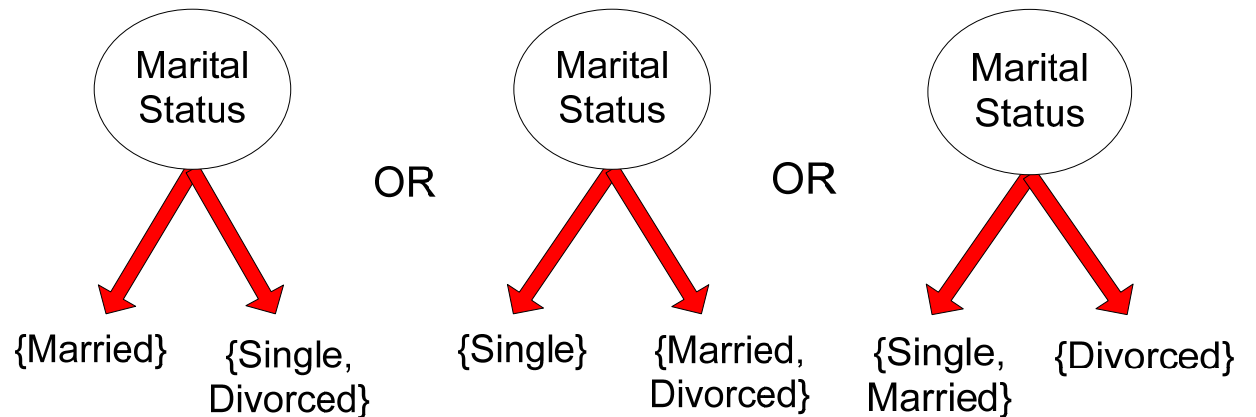 Marital
Status
OR
Marital
Status
OR
Marital
Status
{Married}
{Single,
Divorced}
{Single}
{Married,
Divorced}
{Single,
Married}
{Divorced}